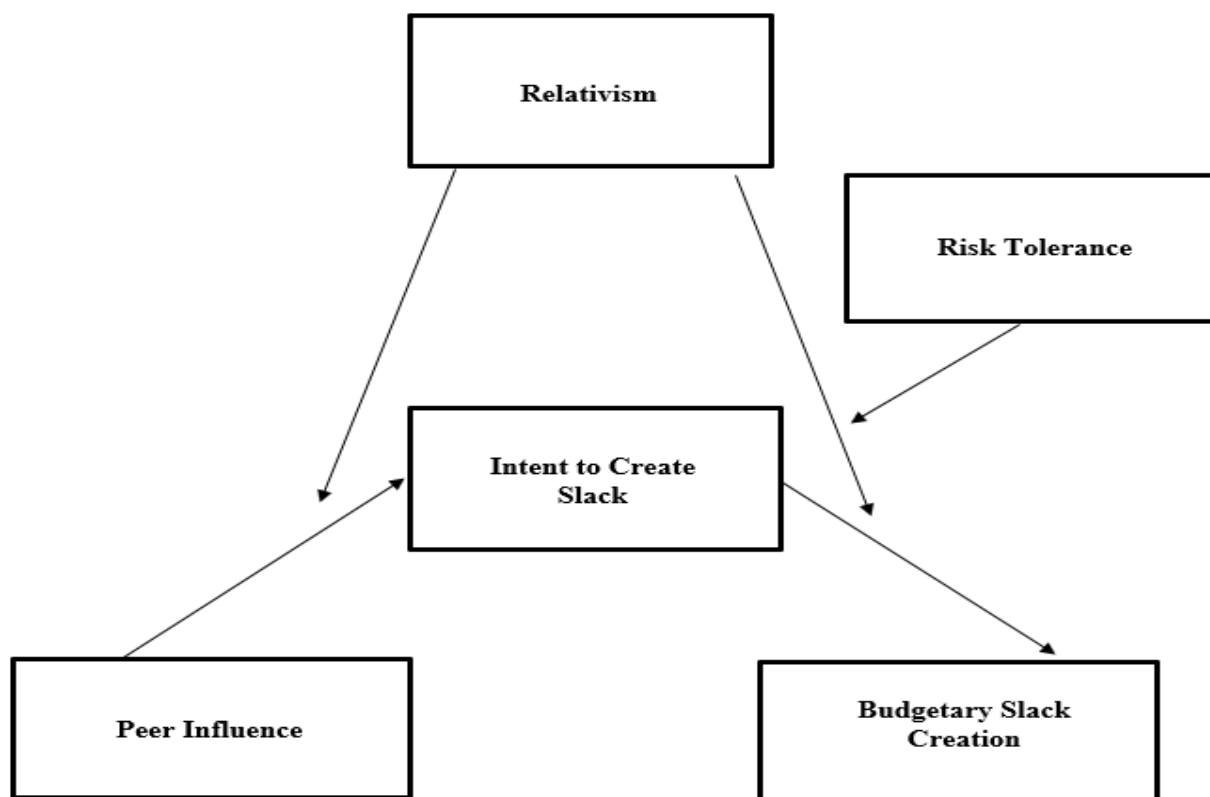 Relativism
Risk Tolerance
Intent to Create
Slack
Peer Influence
Budgetary Slack
Creation